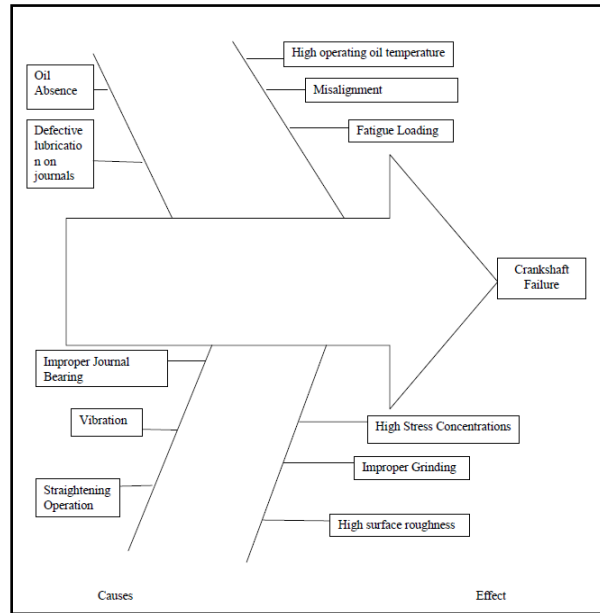 High operating oil temperature
Oil
Absence
Misalignment
Defective
lubricatio
n on
journals
Fatigue Loading
Crankshaft
Failure
Improper Journal
Bearing
Vibration
High Stress Concentrations
Improper Grinding
Straightening
Operation
High surface roughness
Causes
Effect